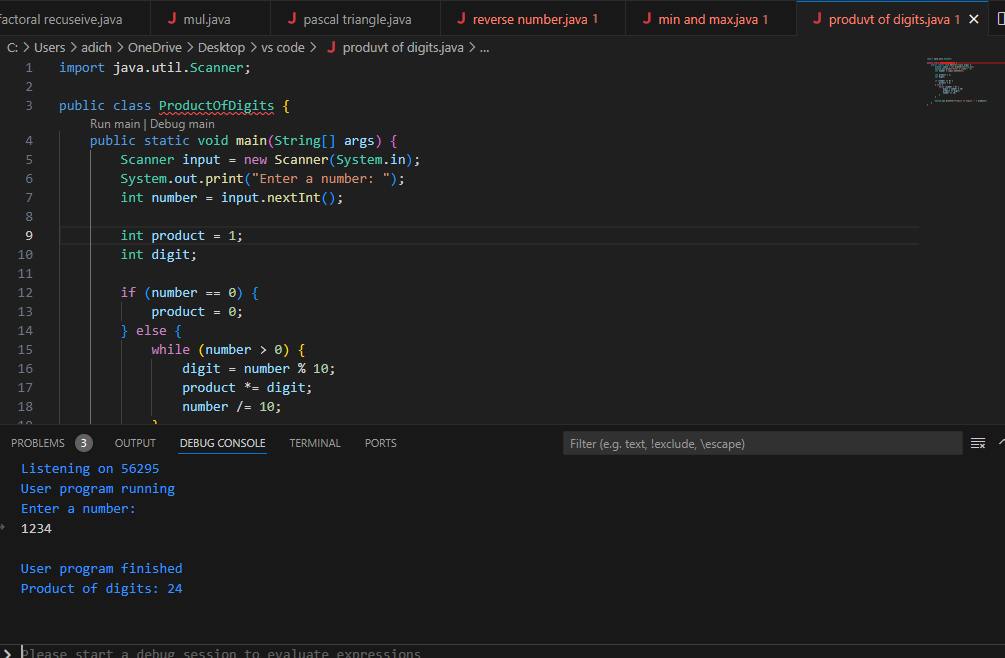 factoral recuseive.java
mul.java
pascal triangle.java
reverse number.java 1
min and max.java 1
produvt of digits.java 1
C: > Users > adich > OneDrive > Desktop > vs code > J produvt of digits.java > ...
1 import java.util.Scanner;
2
3 public class ProductOfDigits {
Run main | Debug main
4 public static void main(String[] args) {
5 Scanner input = new Scanner(System.in);
6 System.out.print("Enter a number: ");
7 int number = input.nextInt();
8
9 int product = 1;
10 int digit;
11
12 if (number == 0) {
13 product = 0;
14 } else {
15 while (number > 0) {
16 digit = number % 10;
17 product *= digit;
18 number /= 10;
19 }
PROBLEMS 3 OUTPUT DEBUG CONSOLE TERMINAL PORTS Filter (e.g. text, !exclude, \escape)
Listening on 56295
User program running
Enter a number:
1234
User program finished
Product of digits: 24
Please start a debug session to evaluate expressions